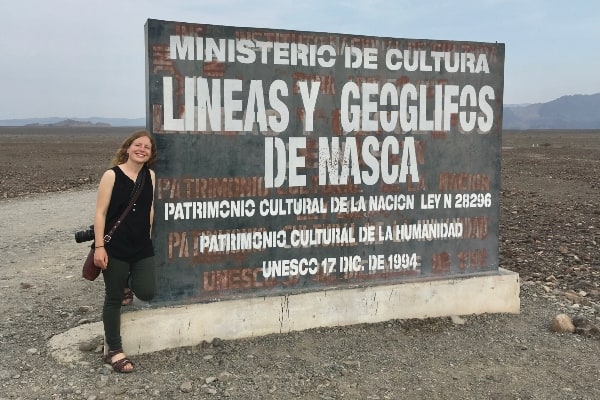 MINISTERIO DE CULTURA
LINEAS Y GEOGLIFOS
DE NASCA
PATRIMONIO CULTURAL DE LA NACION LEY N 28296
PATRIMONIO CULTURAL DE LA HUMANIDAD
UNESCO 17 DIC. DE 1994